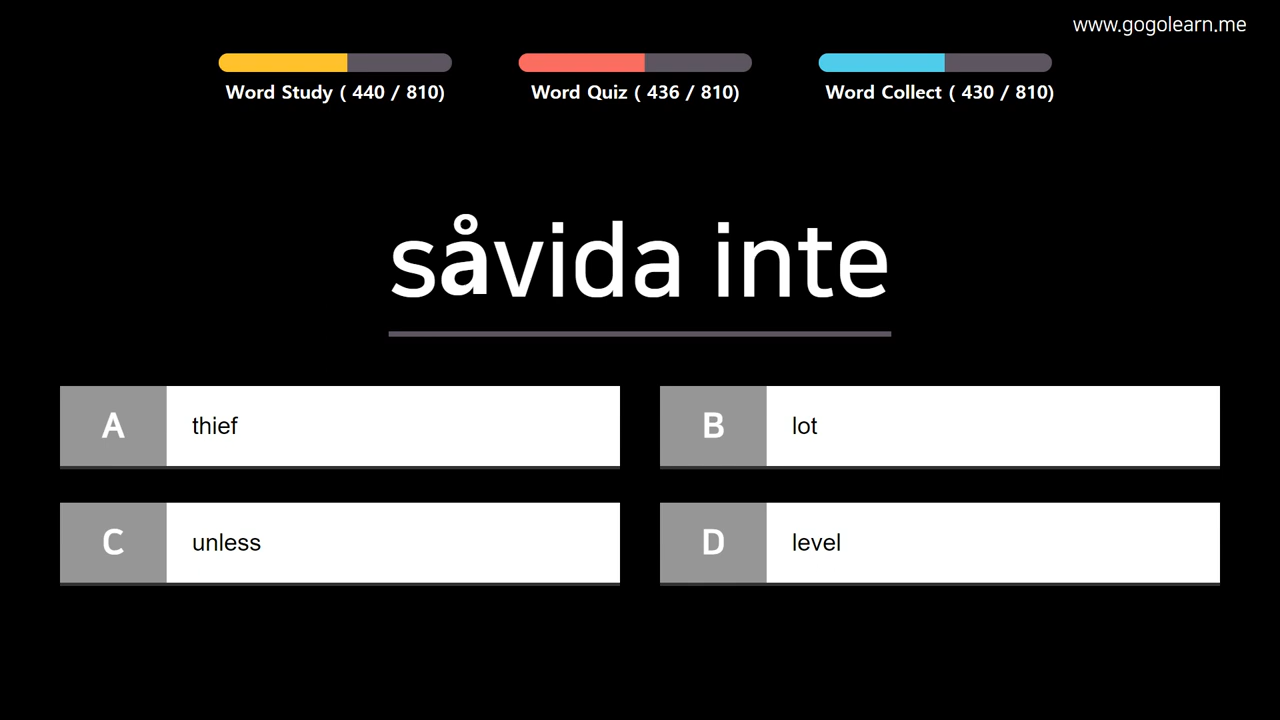 www.gogolearn.me
Word Study ( 440 / 810)
Word Quiz ( 436 / 810)
Word Collect ( 430 / 810)
såvida inte
A thief
B lot
C unless
D level